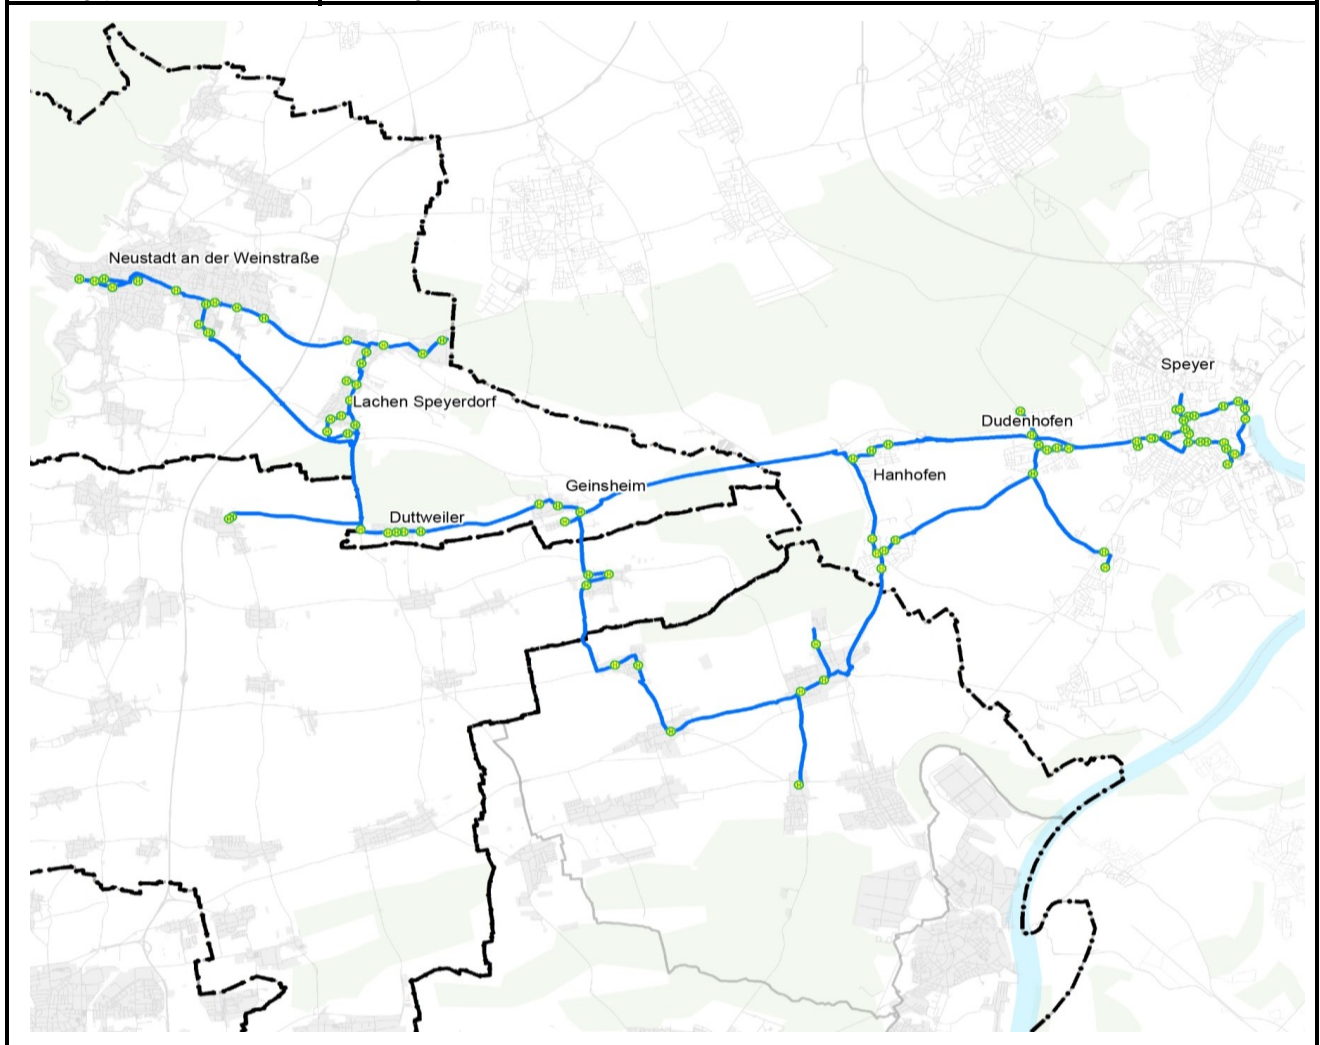 Neustadt an der Weinstraße
Speyer
Lachen Speyerdorf
Dudenhofen
Hanhofen
Geinsheim
Duttweiler